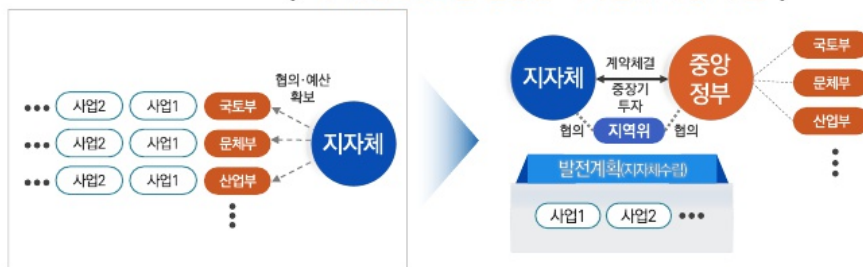 협의·예산
확보
••• 사업2 사업1 국토부
••• 사업2 사업1 문체부
••• 사업2 사업1 산업부
지자체
지자체
계약체결
중장기
투자
중앙
정부
협의 지역위 협의
국토부
문체부
산업부
발전계획(지자체수립)
사업1 사업2 •••